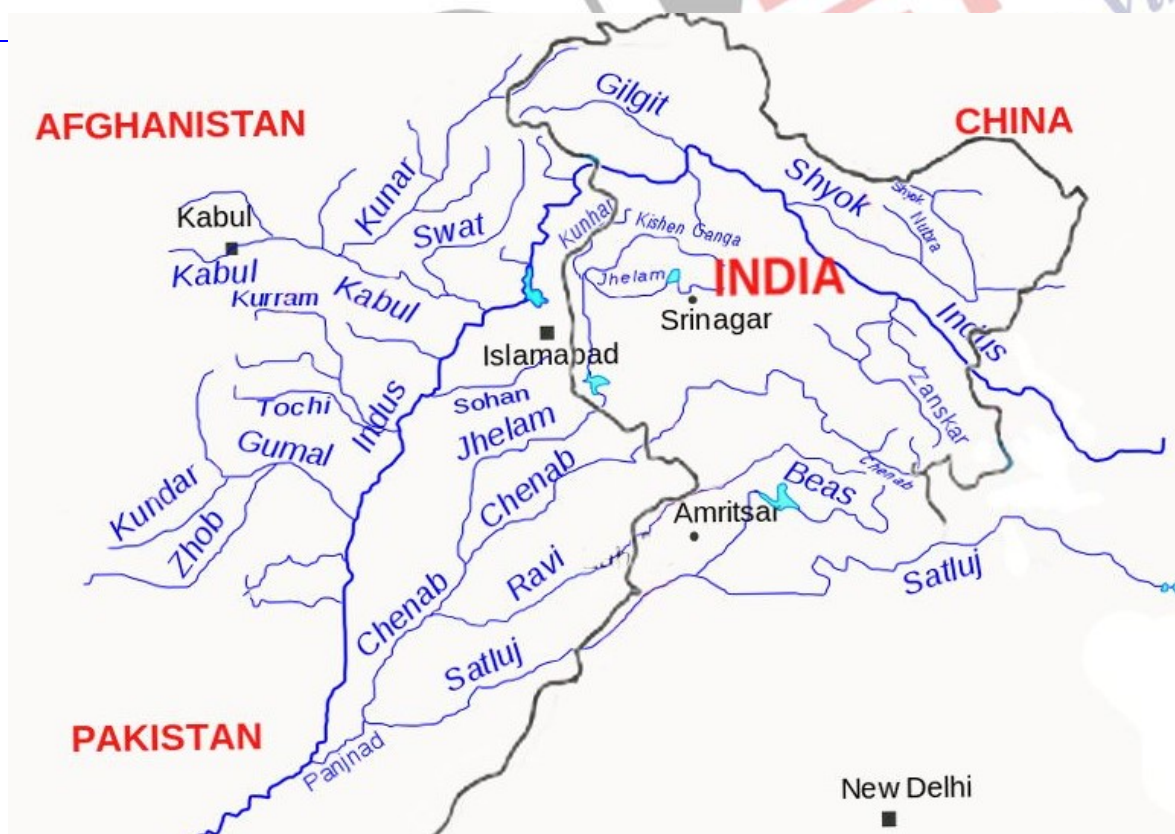 Gilgit
AFGHANISTAN
CHINA
Shyok
Shyok
Kunar
Nubra
Kabul
Swat
Kunhar
Kishen Ganga
Kabul
Kurram
Kabul
Jhelam
INDIA
Srinagar
Indus
Islamabad
Zanskar
Tochi
Indus
Sohan
Jhelam
Gumal
Chenab
Chenab
Beas
Kundar
Zhob
Amritsar
Ravi
Satluj
Chenab
Satluj
PAKISTAN
Panjnad
New Delhi